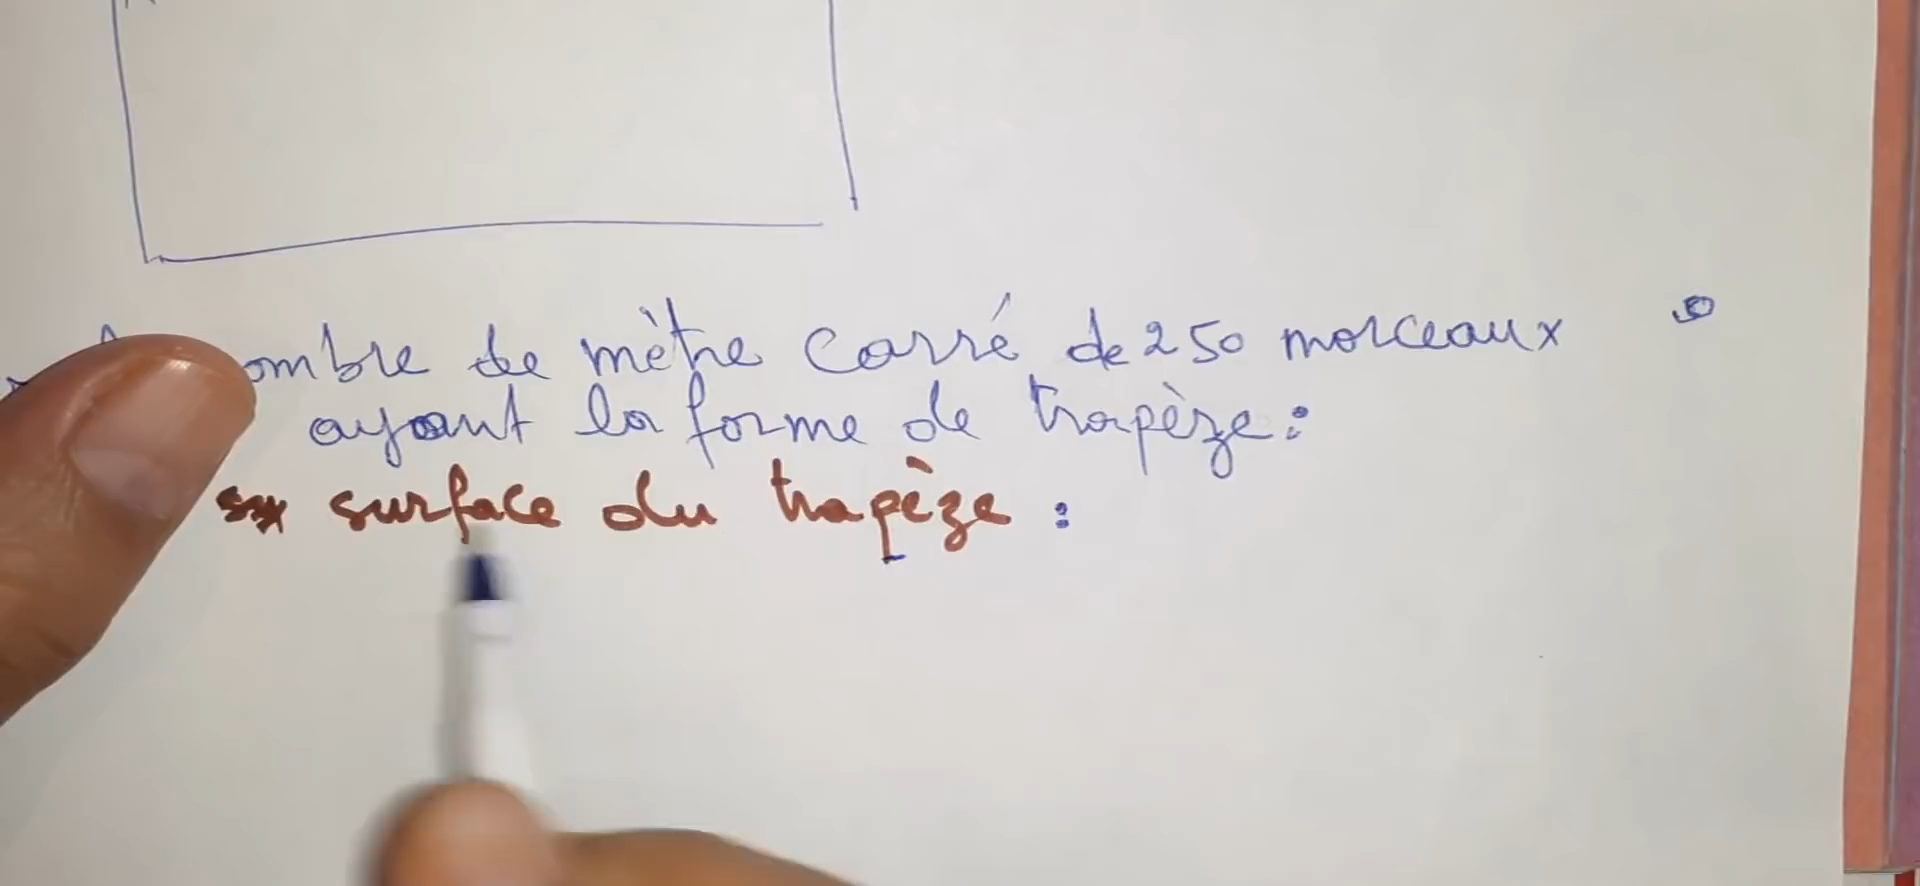 ombre de mètre carré de 250 morceaux
ayant la forme de trapèze :
surface du trapèze :